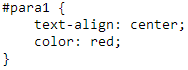 #para1 {
    text-align: center;
    color: red;
}